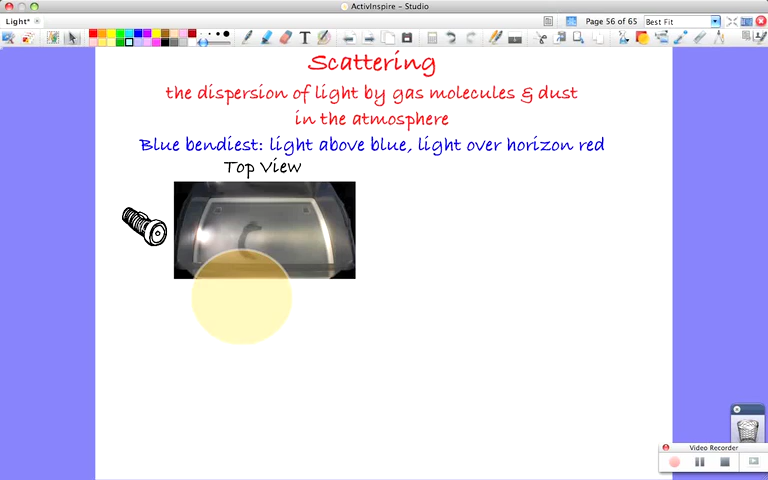 ActivInspire - Studio
Light*
Page 56 of 65
Best Fit
Scattering
the dispersion of light by gas molecules & dust
in the atmosphere
Blue bendiest: light above blue, light over horizon red
Top View
Video Recorder